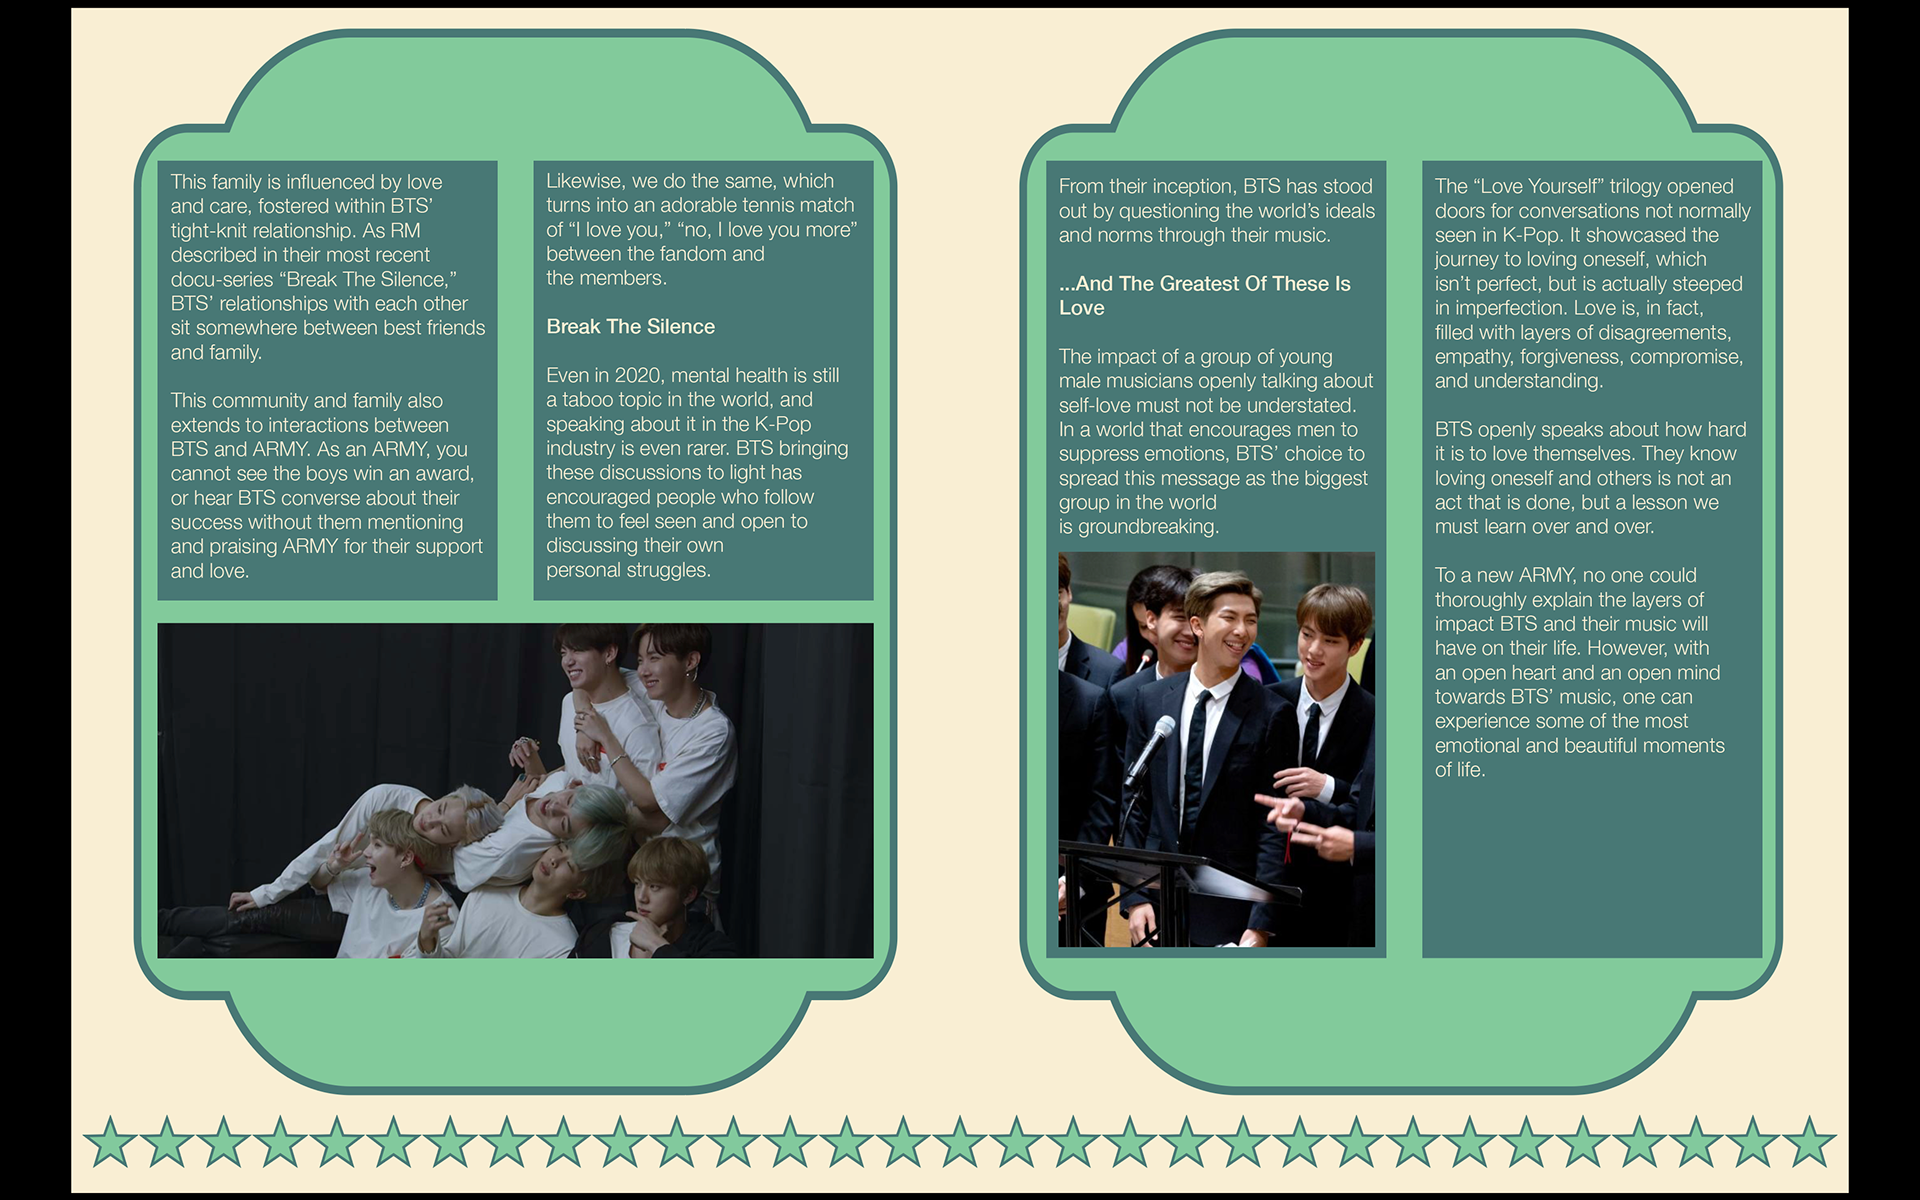 This family is influenced by love
and care, fostered within BTS’
tight-knit relationship. As RM
described in their most recent
docu-series “Break The Silence,”
BTS’ relationships with each other
sit somewhere between best friends
and family.
This community and family also
extends to interactions between
BTS and ARMY. As an ARMY, you
cannot see the boys win an award,
or hear BTS converse about their
success without them mentioning
and praising ARMY for their support
and love.
Likewise, we do the same, which
turns into an adorable tennis match
of “I love you,” “no, I love you more”
between the fandom and
the members.
Break The Silence
Even in 2020, mental health is still
a taboo topic in the world, and
speaking about it in the K-Pop
industry is even rarer. BTS bringing
these discussions to light has
encouraged people who follow
them to feel seen and open to
discussing their own
personal struggles.
From their inception, BTS has stood
out by questioning the world’s ideals
and norms through their music.
...And The Greatest Of These Is
Love
The impact of a group of young
male musicians openly talking about
self-love must not be understated.
In a world that encourages men to
suppress emotions, BTS’ choice to
spread this message as the biggest
group in the world
is groundbreaking.
The “Love Yourself” trilogy opened
doors for conversations not normally
seen in K-Pop. It showcased the
journey to loving oneself, which
isn’t perfect, but is actually steeped
in imperfection. Love is, in fact,
filled with layers of disagreements,
empathy, forgiveness, compromise,
and understanding.
BTS openly speaks about how hard
it is to love themselves. They know
loving oneself and others is not an
act that is done, but a lesson we
must learn over and over.
To a new ARMY, no one could
thoroughly explain the layers of
impact BTS and their music will
have on their life. However, with
an open heart and an open mind
towards BTS’ music, one can
experience some of the most
emotional and beautiful moments
of life.